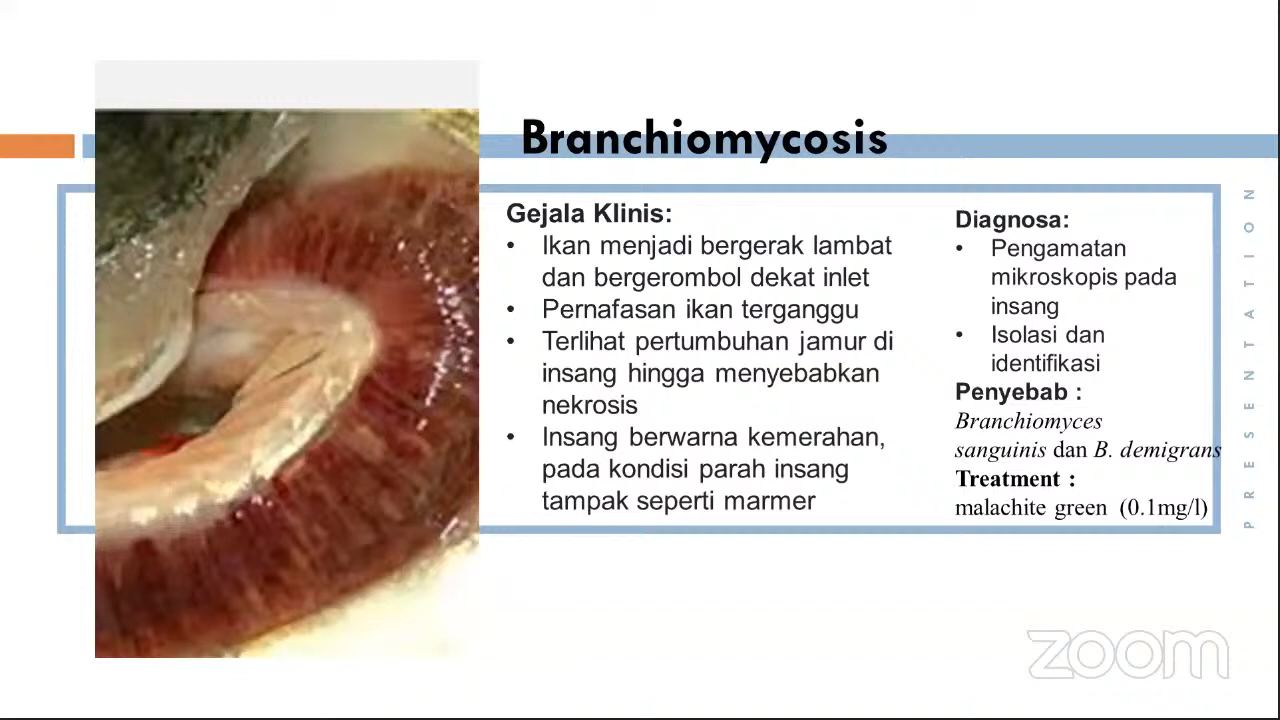 Branchiomycosis
Gejala Klinis:
• Ikan menjadi bergerak lambat
dan bergerombol dekat inlet
• Pernafasan ikan terganggu
• Terlihat pertumbuhan jamur di
insang hingga menyebabkan
nekrosis
• Insang berwarna kemerahan,
pada kondisi parah insang
tampak seperti marmer
Diagnosa:
• Pengamatan
mikroskopis pada
insang
• Isolasi dan
identifikasi
Penyebab :
Branchiomyces
sanguinis dan B. demigrans
Treatment :
malachite green (0.1mg/l)
PRESENTATION
zoom